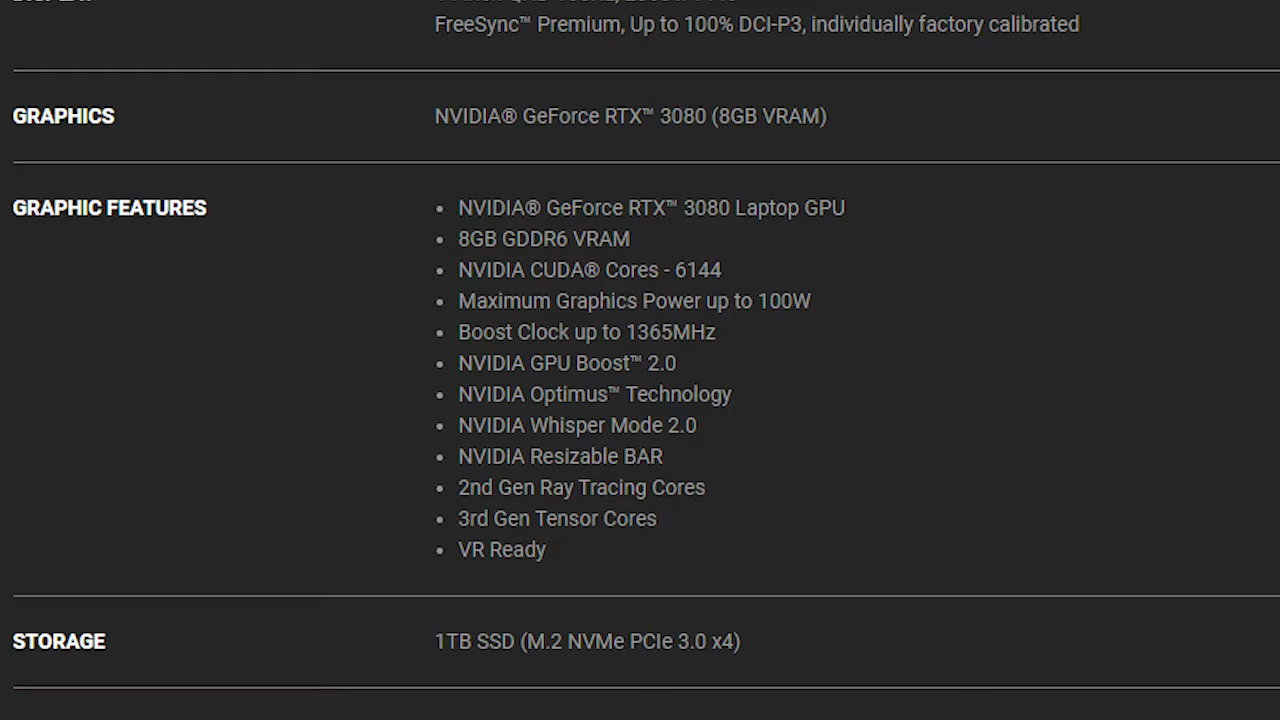 FreeSync™ Premium, Up to 100% DCI-P3, individually factory calibrated
GRAPHICS
NVIDIA® GeForce RTX™ 3080 (8GB VRAM)
GRAPHIC FEATURES
• NVIDIA® GeForce RTX™ 3080 Laptop GPU
• 8GB GDDR6 VRAM
• NVIDIA CUDA® Cores - 6144
• Maximum Graphics Power up to 100W
• Boost Clock up to 1365MHz
• NVIDIA GPU Boost™ 2.0
• NVIDIA Optimus™ Technology
• NVIDIA Whisper Mode 2.0
• NVIDIA Resizable BAR
• 2nd Gen Ray Tracing Cores
• 3rd Gen Tensor Cores
• VR Ready
STORAGE
1TB SSD (M.2 NVMe PCIe 3.0 x4)